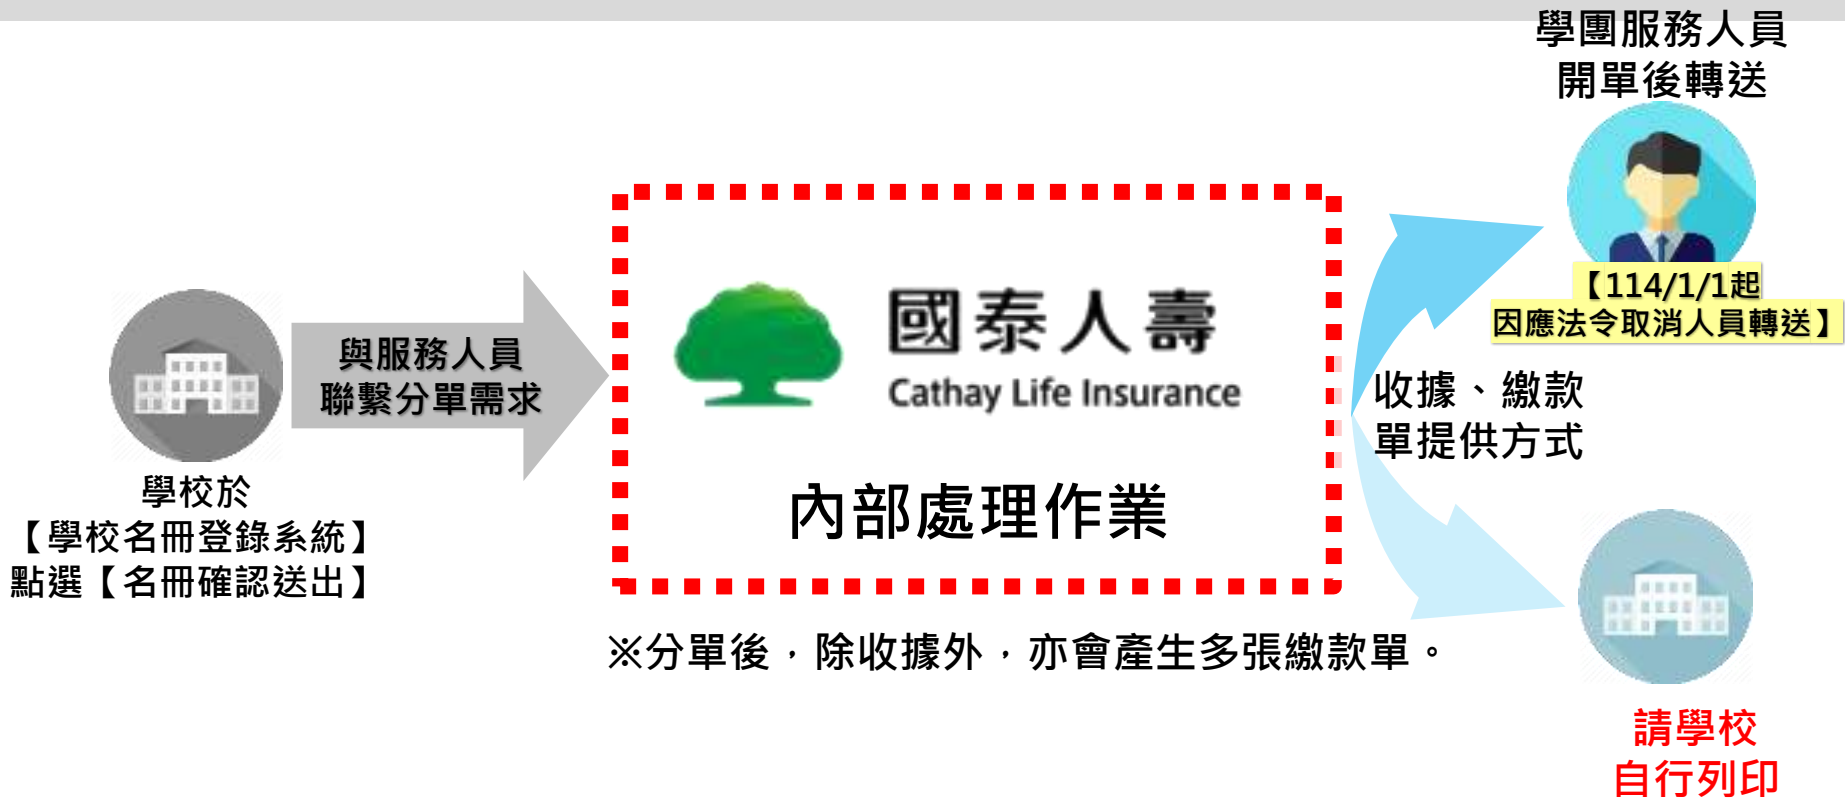 學團服務人員
開單後轉送
【114/1/1起
因應法令取消人員轉送】
與服務人員
聯繫分單需求
國泰人壽
Cathay Life Insurance
內部處理作業
收據、繳款
單提供方式
學校於
【學校名冊登錄系統】
點選【名冊確認送出】
※分單後，除收據外，亦會產生多張繳款單。
請學校
自行列印